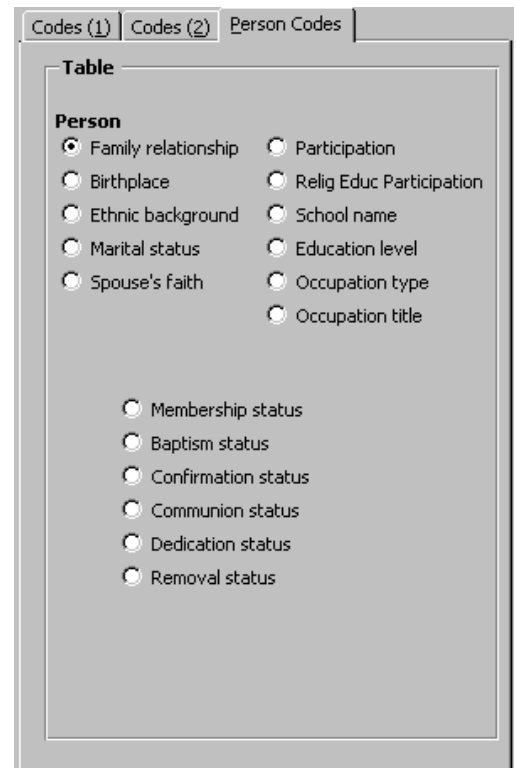 Codes (1) Codes (2) Person Codes
Table
Person
Family relationship Participation
Birthplace Relig Educ Participation
Ethnic background School name
Marital status Education level
Spouse's faith Occupation type
Occupation title
Membership status
Baptism status
Confirmation status
Communion status
Dedication status
Removal status